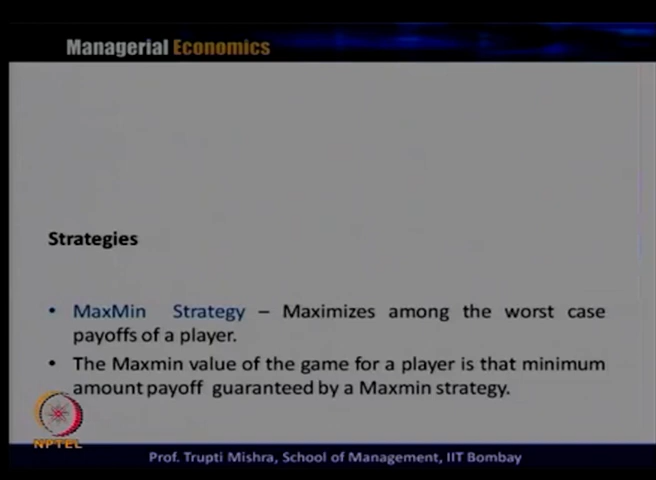 Managerial Economics
Strategies
• MaxMin Strategy – Maximizes among the worst case
payoffs of a player.
• The Maxmin value of the game for a player is that minimum
amount payoff guaranteed by a Maxmin strategy.
NPTEL
Prof. Trupti Mishra, School of Management, IIT Bombay